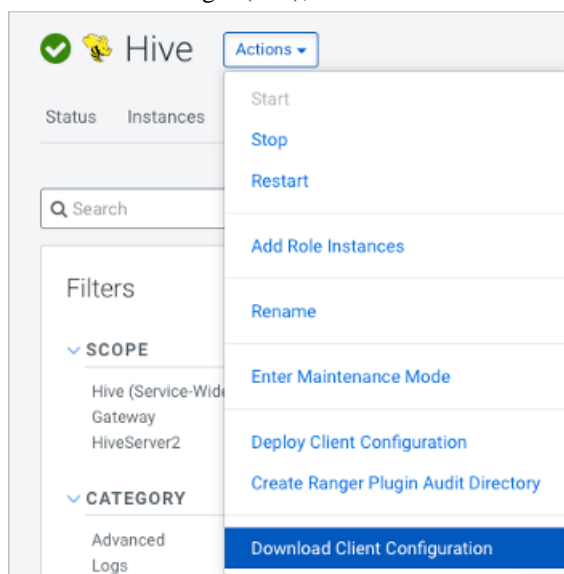 Hive Actions
Status Instances
Search
Filters
SCOPE
Hive (Service-Wide
Gateway
HiveServer2
CATEGORY
Advanced
Logs
Start
Stop
Restart
Add Role Instances
Rename
Enter Maintenance Mode
Deploy Client Configuration
Create Ranger Plugin Audit Directory
Download Client Configuration